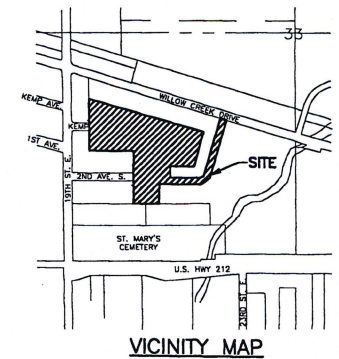 33
WILLOW CREEK DRIVE
KEMP AVE.
KEMP
1ST AVE.
SITE
2ND AVE. S.
19TH ST. E.
ST. MARY'S
CEMETERY
U.S. HWY 212
23RD ST. E.
VICINITY MAP